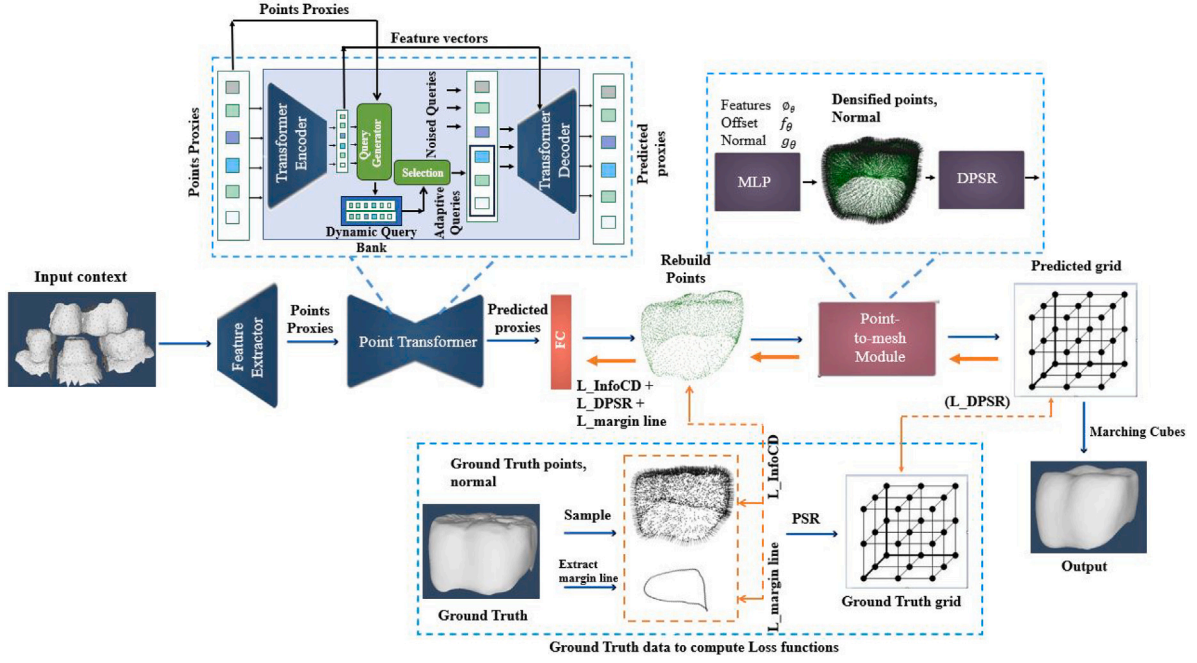 Points Proxies
Feature vectors
Points Proxies
Transformer
Encoder
Query
Generator
Selection
Dynamic Query
Bank
Noised Queries
Adaptive
Queries
Transformer
Decoder
Predicted
proxies
Features ∅θ
Offset fθ
Normal gθ
Densified points,
Normal
MLP
DPSR
Input context
Feature
Extractor
Points
Proxies
Point Transformer
Predicted
proxies
FC
Rebuild
Points
Point-
to-mesh
Module
Predicted grid
L_InfoCD +
L_DPSR +
L_margin line
(L_DPSR)
Marching Cubes
Ground Truth points,
normal
Sample
Extract
margin line
L_InfoCD
L_margin line
PSR
Ground Truth
Ground Truth grid
Output
Ground Truth data to compute Loss functions